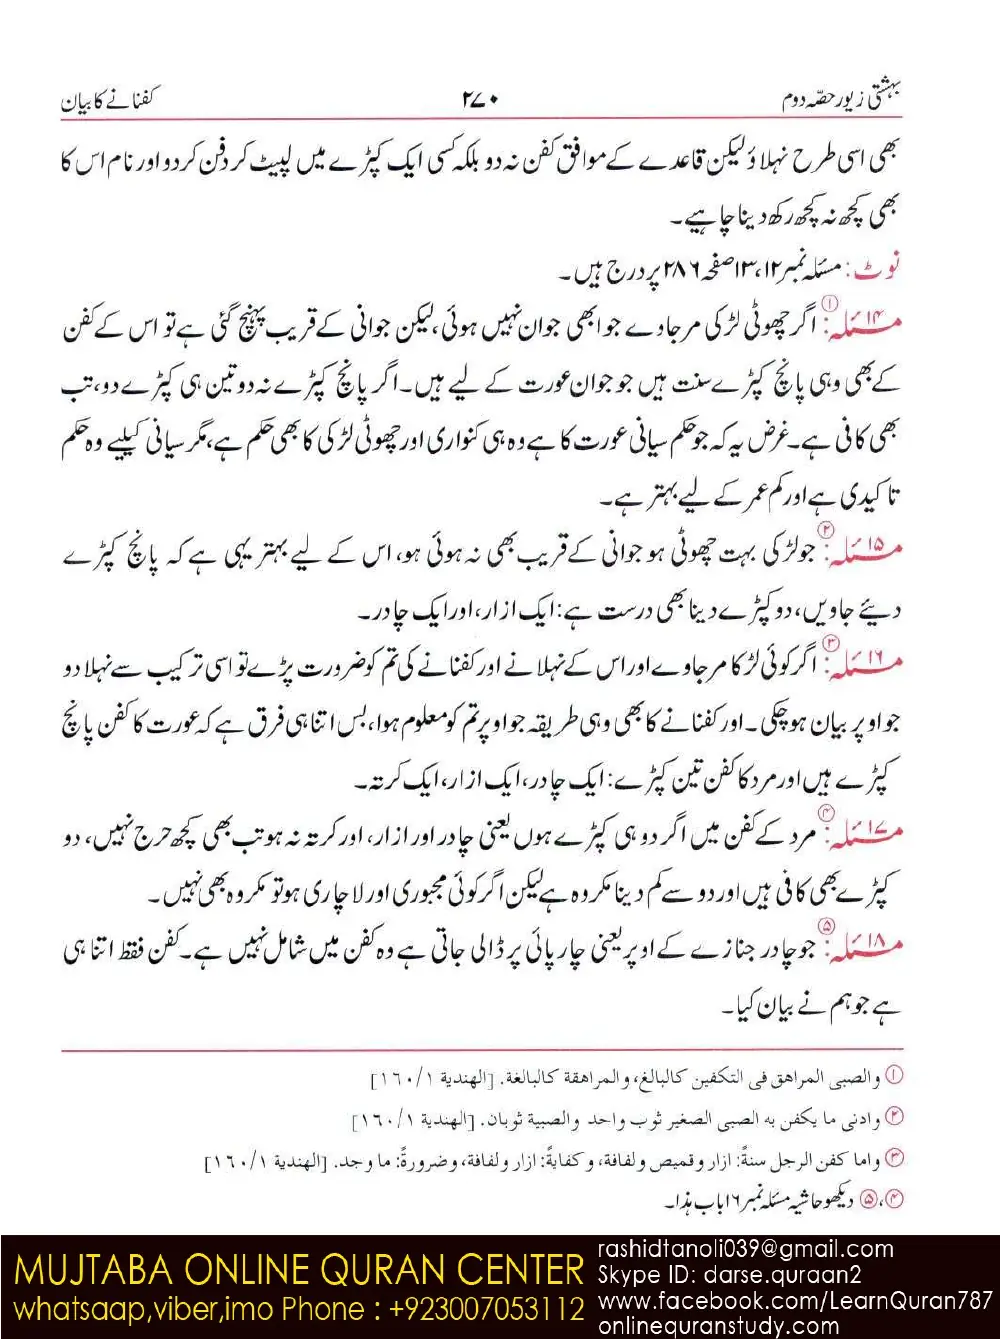 بہشتی زیور حصّہ دوم ۲۷۰ کفنانے کا بیان
بھی اسی طرح نہلاؤ لیکن قاعدے کے موافق کفن نہ دو بلکہ کسی ایک کپڑے میں لپیٹ کر دفن کر دو اور نام اس کا
بھی کچھ نہ کچھ رکھ دینا چاہیے۔
نوٹ: مسئلہ نمبر ۱۲، ۱۳ صفحہ ۲۸۶ پر درج ہیں۔
مسئلہ ۱۴: ① اگر چھوٹی لڑکی مر جاوے جو ابھی جوان نہیں ہوئی، لیکن جوانی کے قریب پہنچ گئی ہے تو اس کے کفن
کے بھی وہی پانچ کپڑے سنت ہیں جو جوان عورت کے لیے ہیں۔ اگر پانچ کپڑے نہ دو تین ہی کپڑے دو، تب
بھی کافی ہے۔ غرض یہ کہ جو حکم سیانی عورت کا ہے وہ ہی کنواری اور چھوٹی لڑکی کا بھی حکم ہے، مگر سیانی کیلیے وہ حکم
تاکیدی ہے اور کم عمر کے لیے بہتر ہے۔
مسئلہ ۱۵: ② جو لڑکی بہت چھوٹی ہو جوانی کے قریب بھی نہ ہوئی ہو، اس کے لیے بہتر یہی ہے کہ پانچ کپڑے
دیئے جاویں، دو کپڑے دینا بھی درست ہے: ایک ازار، اور ایک چادر۔
مسئلہ ۱۶: ③ اگر کوئی لڑکا مر جاوے اور اس کے نہلانے اور کفنانے کی تم کو ضرورت پڑے تو اسی ترکیب سے نہلا دو
جو اوپر بیان ہو چکی۔ اور کفنانے کا بھی وہی طریقہ جو اوپر تم کو معلوم ہوا، بس اتنا ہی فرق ہے کہ عورت کا کفن پانچ
کپڑے ہیں اور مرد کا کفن تین کپڑے: ایک چادر، ایک ازار، ایک کرتہ۔
مسئلہ ۱۷: ④ مرد کے کفن میں اگر دو ہی کپڑے ہوں یعنی چادر اور ازار، اور کرتہ نہ ہو تب بھی کچھ حرج نہیں، دو
کپڑے بھی کافی ہیں اور دو سے کم دینا مکروہ ہے لیکن اگر کوئی مجبوری اور لاچاری ہو تو مکروہ بھی نہیں۔
مسئلہ ۱۸: ⑤ جو چادر جنازے کے اوپر یعنی چارپائی پر ڈالی جاتی ہے وہ کفن میں شامل نہیں ہے۔ کفن فقط اتنا ہی
ہے جو ہم نے بیان کیا۔
① والصبی المراهق فی التکفین کالبالغ، والمراهقة کالبالغة. [الهندیة ۱/۱٦۰]
② وادنی ما یکفن به الصبی الصغیر ثوب واحد والصبیة ثوبان. [الهندیة ۱/۱٦۰]
③ واما کفن الرجل سنةً: ازار وقمیص ولفافة، وکفایةً: ازار ولفافة، وضرورةً: ما وجد. [الهندیة ۱/۱٦۰]
④، ⑤ دیکھو حاشیہ مسئلہ نمبر ۱۶ باب ھذا۔
MUJTABA ONLINE QURAN CENTER
whatsaap,viber,imo Phone : +923007053112
rashidtanoli039@gmail.com
Skype ID: darse.quraan2
www.facebook.com/LearnQuran787
onlinequranstudy.com